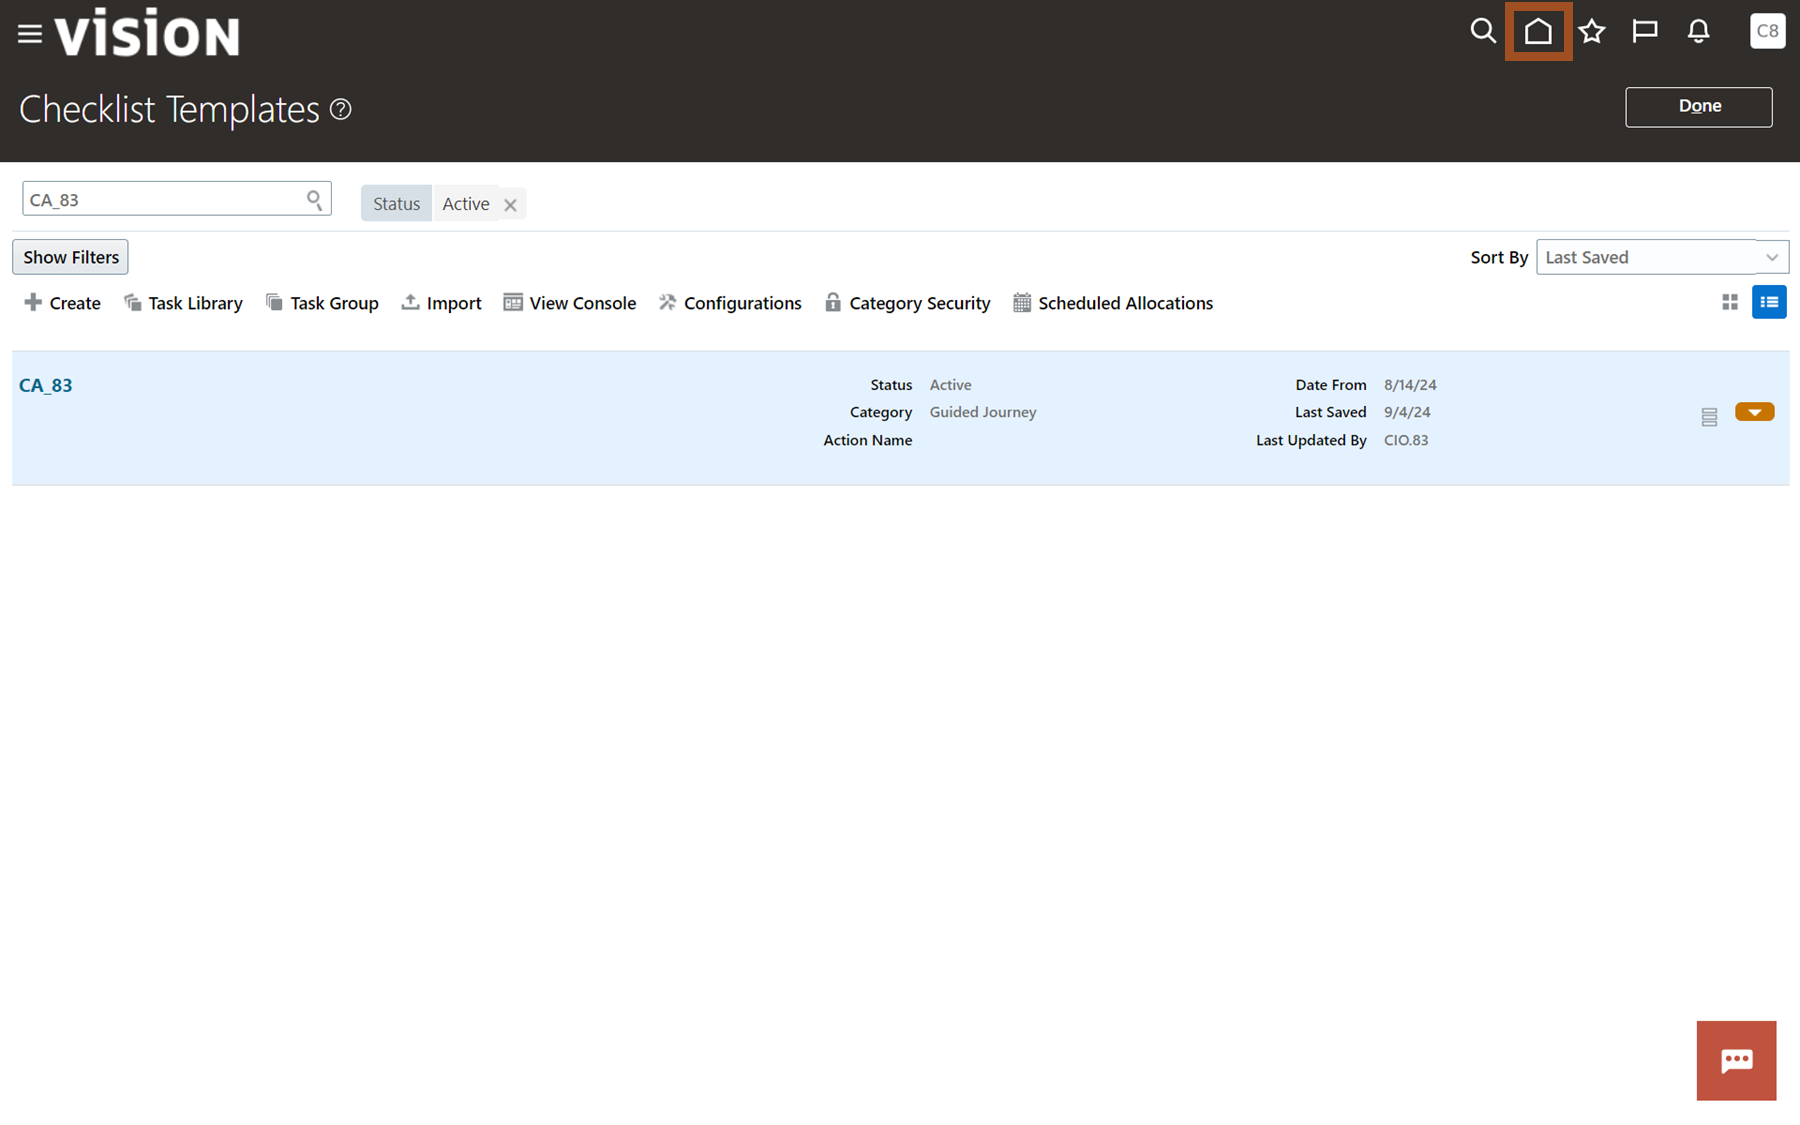 VISION
C8
Checklist Templates ?
Done
CA_83
Status Active
Show Filters
Sort By Last Saved
Create Task Library Task Group Import View Console Configurations Category Security Scheduled Allocations
CA_83 Status Active Date From 8/14/24
Category Guided Journey Last Saved 9/4/24
Action Name Last Updated By CIO.83